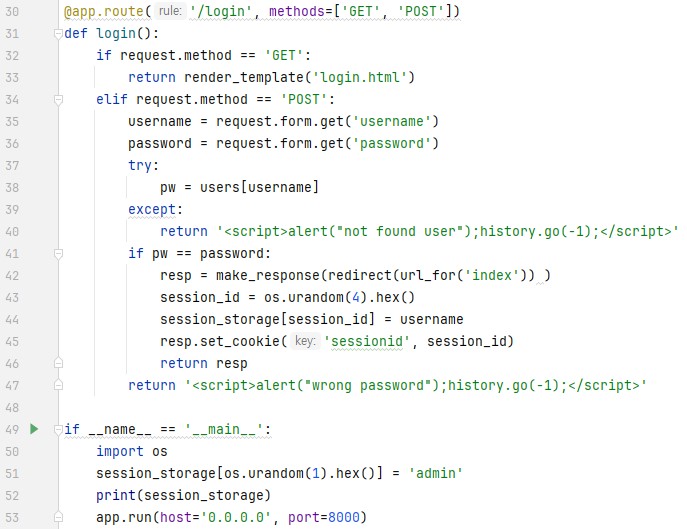 30 @app.route( rule: '/login', methods=['GET', 'POST'])
31 def login():
32     if request.method == 'GET':
33         return render_template('login.html')
34     elif request.method == 'POST':
35         username = request.form.get('username')
36         password = request.form.get('password')
37         try:
38             pw = users[username]
39         except:
40             return '<script>alert("not found user");history.go(-1);</script>'
41         if pw == password:
42             resp = make_response(redirect(url_for('index')) )
43             session_id = os.urandom(4).hex()
44             session_storage[session_id] = username
45             resp.set_cookie( key: 'sessionid', session_id)
46             return resp
47         return '<script>alert("wrong password");history.go(-1);</script>'
48
49 if __name__ == '__main__':
50     import os
51     session_storage[os.urandom(1).hex()] = 'admin'
52     print(session_storage)
53     app.run(host='0.0.0.0', port=8000)